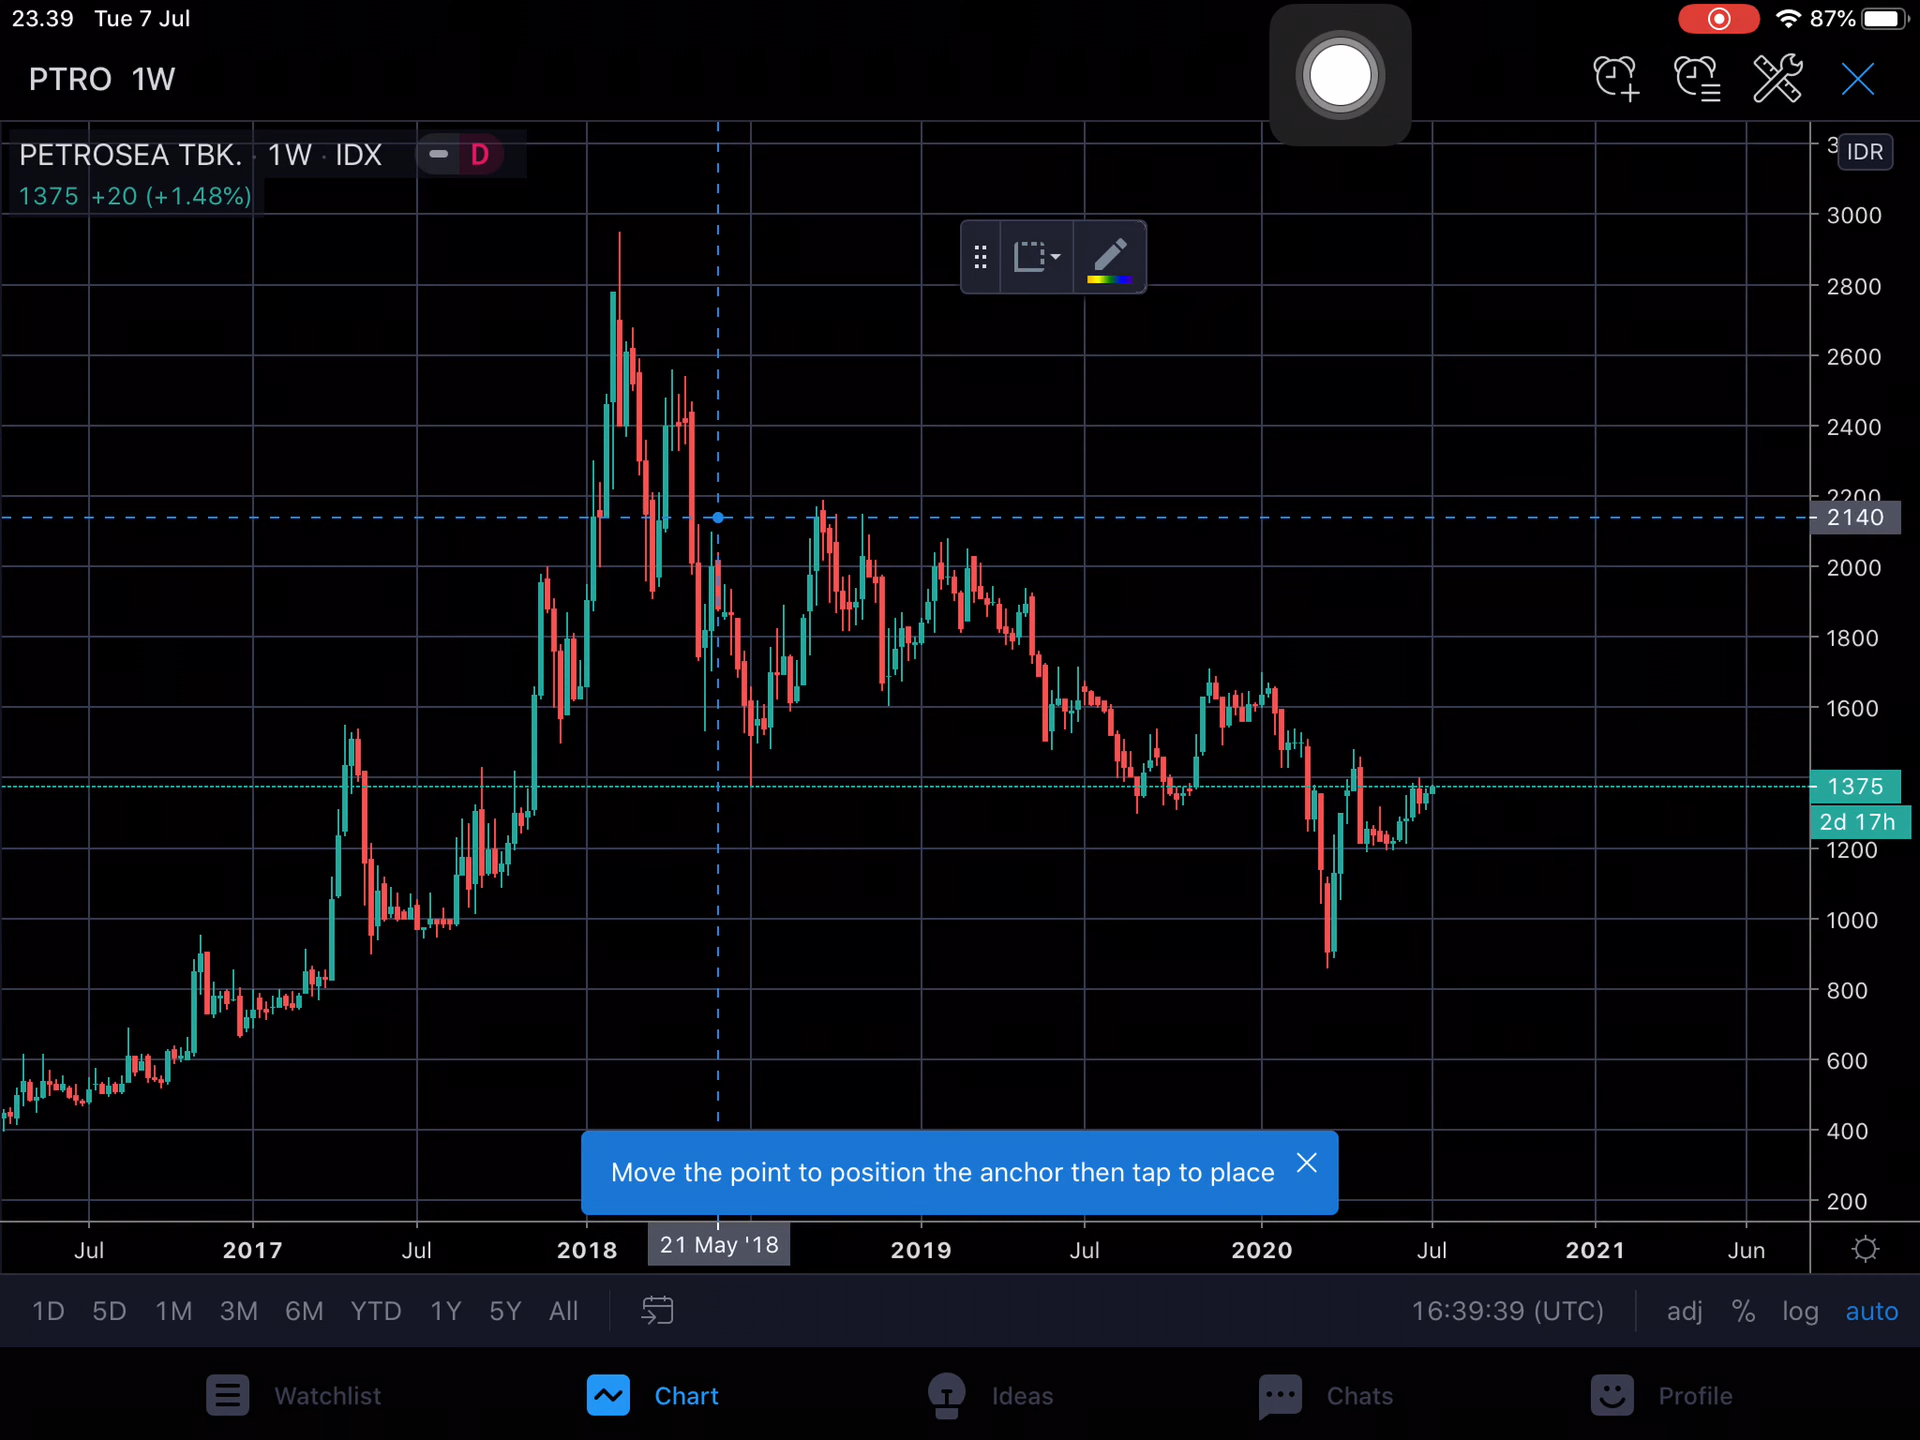 23.39 Tue 7 Jul
87%
PTRO 1W
PETROSEA TBK. · 1W · IDX
D
1375 +20 (+1.48%)
IDR
3000
2800
2600
2400
2200
2140
2000
1800
1600
1375
2d 17h
1200
1000
800
600
400
200
Move the point to position the anchor then tap to place
Jul 2017 Jul 2018 21 May '18 2019 Jul 2020 Jul 2021 Jun
1D 5D 1M 3M 6M YTD 1Y 5Y All
16:39:39 (UTC) adj % log auto
Watchlist Chart Ideas Chats Profile